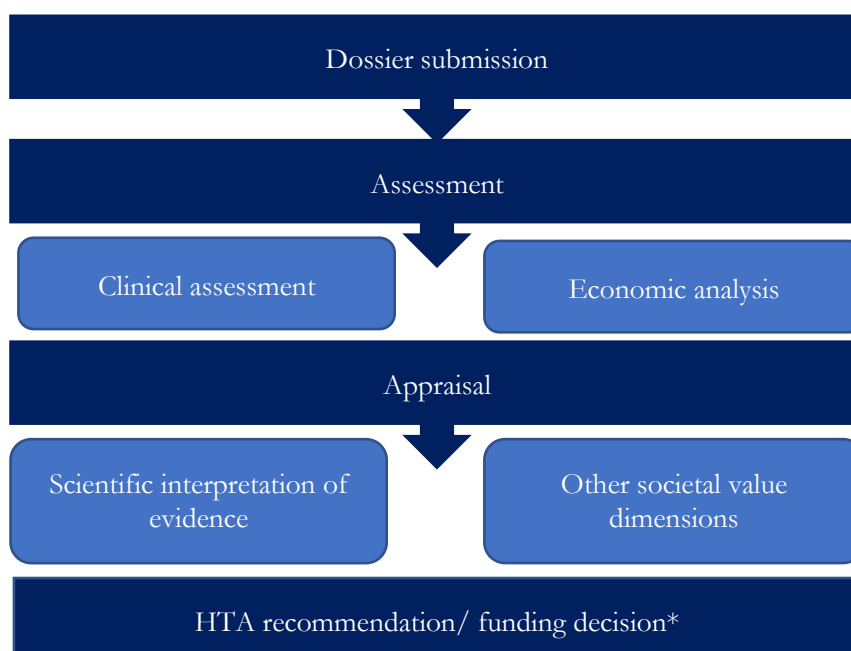 Dossier submission
Assessment
Clinical assessment
Economic analysis
Appraisal
Scientific interpretation of
evidence
Other societal value
dimensions
HTA recommendation/ funding decision*